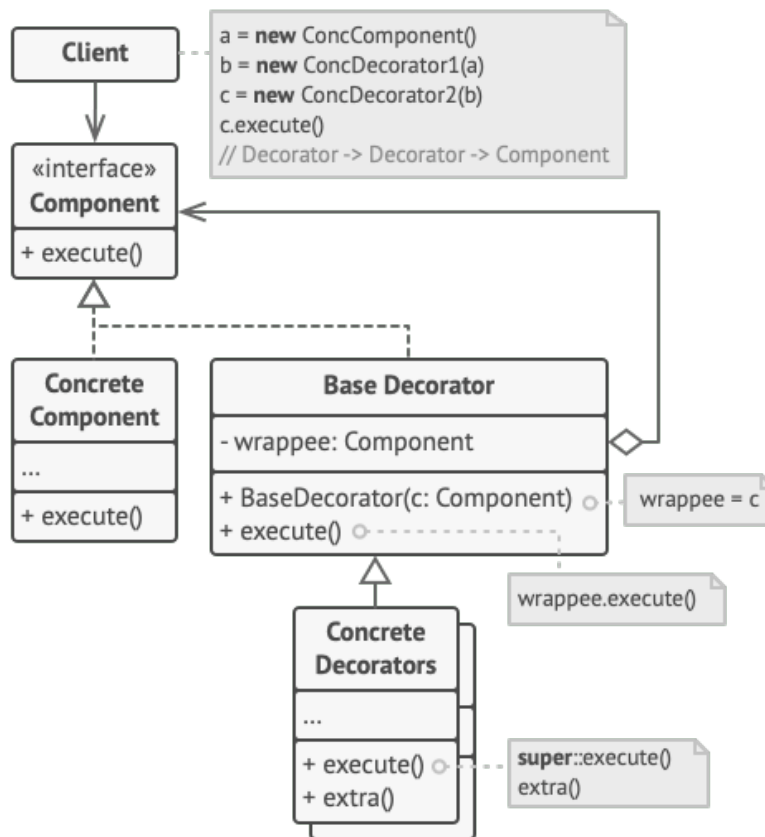 Client
a = new ConcComponent()
b = new ConcDecorator1(a)
c = new ConcDecorator2(b)
c.execute()
// Decorator -> Decorator -> Component
«interface»
Component
+ execute()
Concrete
Component
...
+ execute()
Base Decorator
- wrappee: Component
+ BaseDecorator(c: Component)
+ execute()
wrappee = c
wrappee.execute()
Concrete
Decorators
...
+ execute()
+ extra()
super::execute()
extra()